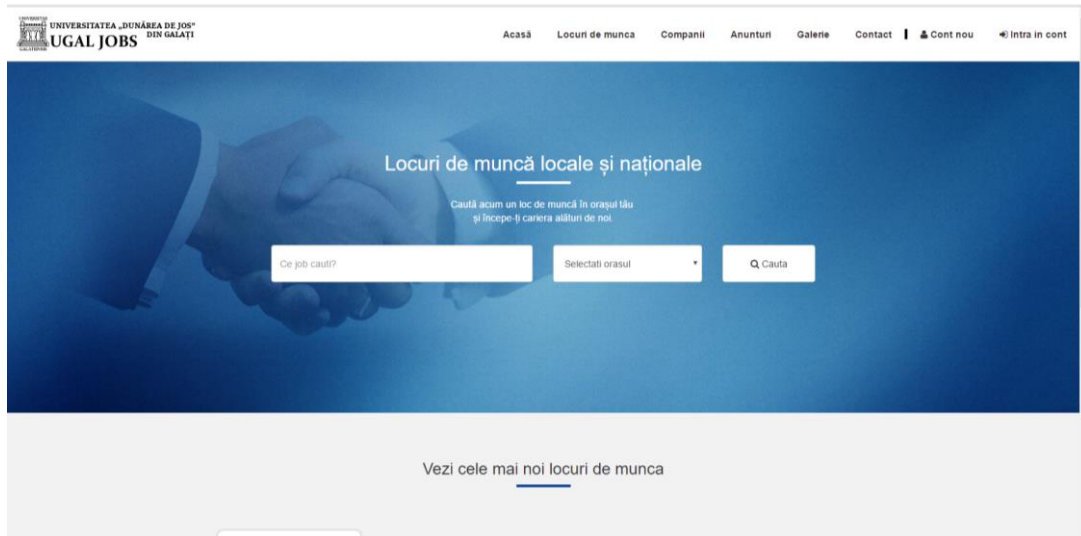 UNIVERSITATEA „DUNĂREA DE JOS”
DIN GALAȚI
UGAL JOBS
Acasă Locuri de munca Companii Anunturi Galerie Contact Cont nou Intra in cont
Locuri de muncă locale și naționale
Caută acum un loc de muncă în orașul tău
și începe-ți cariera alături de noi.
Ce job cauti? Selectati orasul Cauta
Vezi cele mai noi locuri de munca